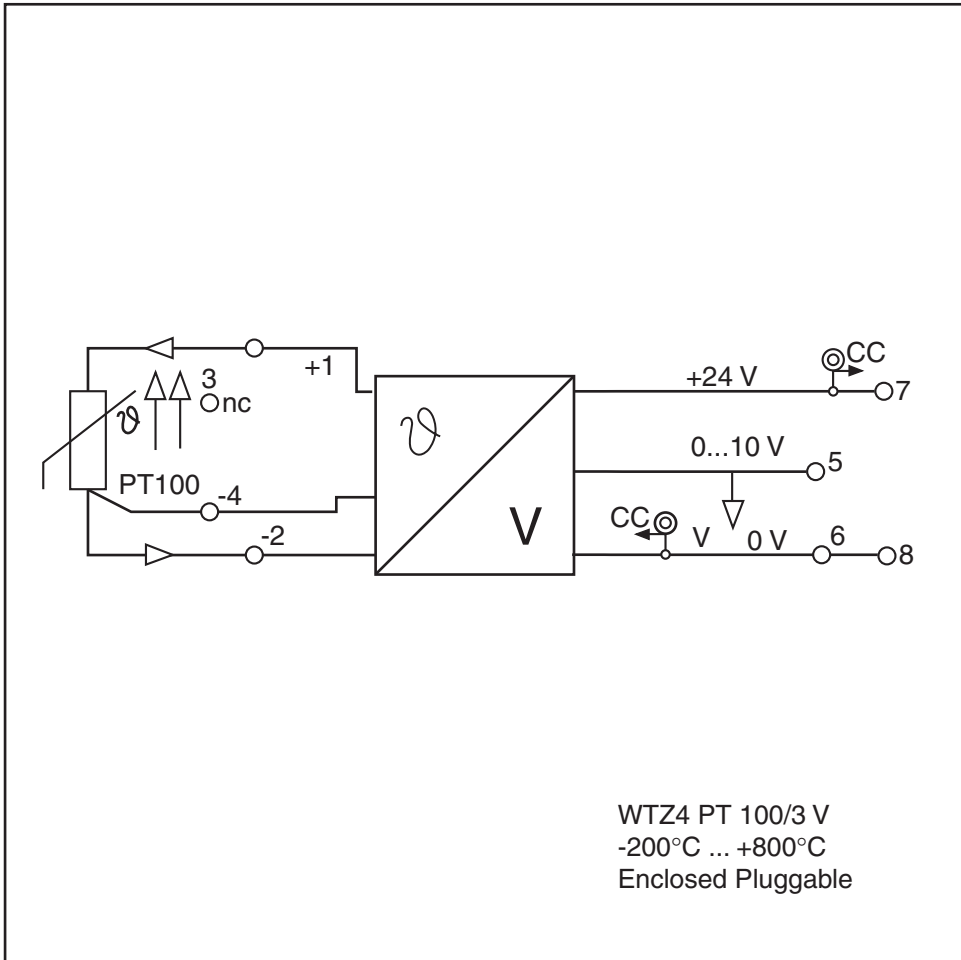 CC
+24 V
7
+1
3
nc
ϑ
ϑ
0...10 V
5
PT100
-4
V
CC
V
0 V
6
8
-2
WTZ4 PT 100/3 V
-200°C ... +800°C
Enclosed Pluggable